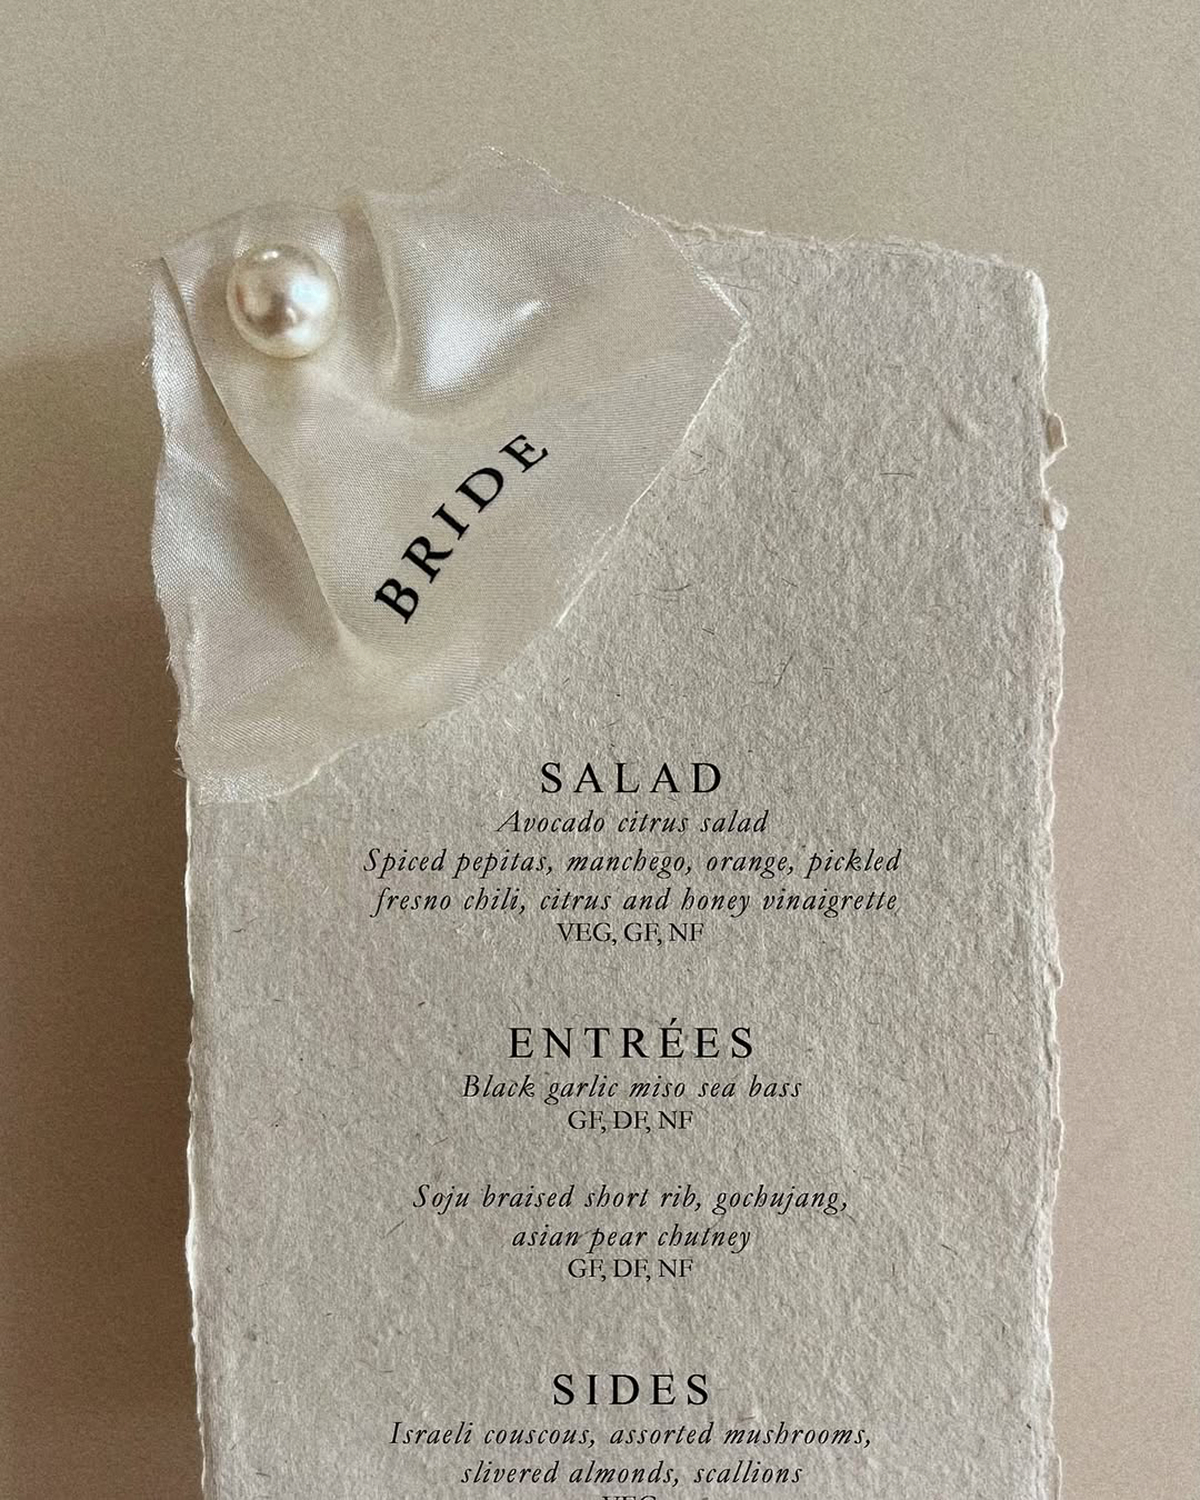 BRIDE
SALAD
Avocado citrus salad
Spiced pepitas, manchego, orange, pickled
fresno chili, citrus and honey vinaigrette
VEG, GF, NF
ENTRÉES
Black garlic miso sea bass
GF, DF, NF
Soju braised short rib, gochujang,
asian pear chutney
GF, DF, NF
SIDES
Israeli couscous, assorted mushrooms,
slivered almonds, scallions
VEG